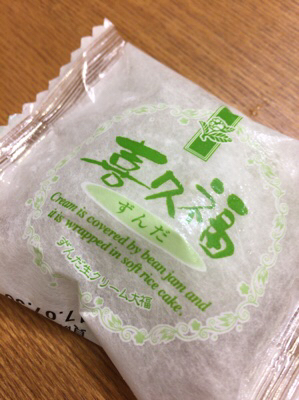 喜久福
ずんだ
Cream is covered by bean jam and
it is wrapped in soft rice cake.
ずんだ生クリーム大福